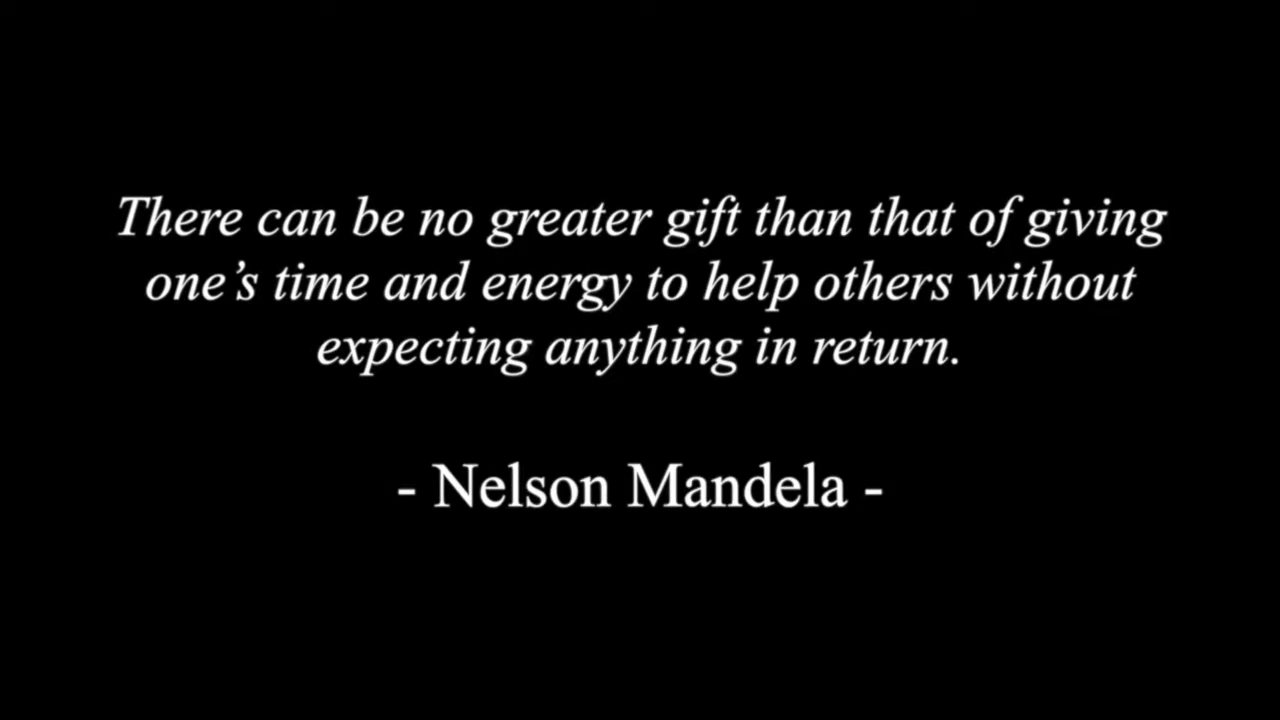 There can be no greater gift than that of giving
one’s time and energy to help others without
expecting anything in return.
- Nelson Mandela -